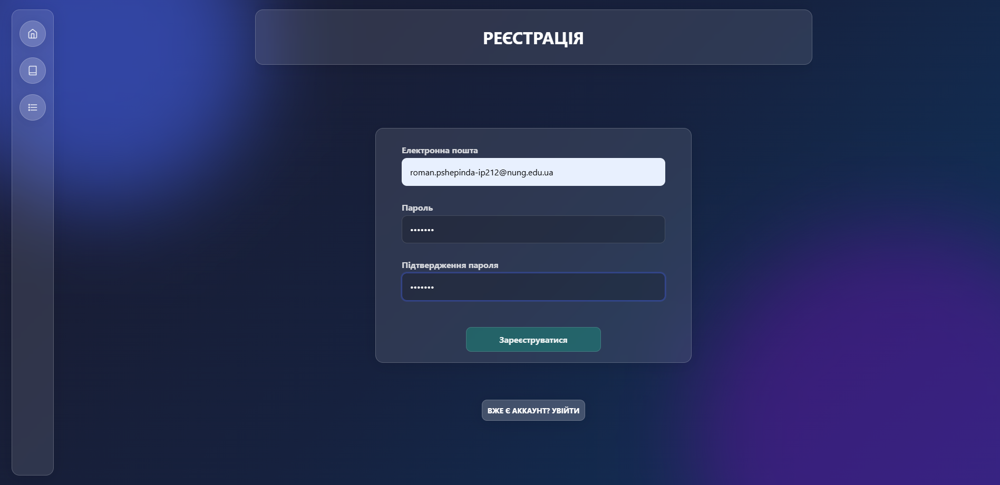 РЕЄСТРАЦІЯ
Електронна пошта
roman.pshepinda-ip212@nung.edu.ua
Пароль
•••••••
Підтвердження пароля
•••••••
Зареєструватися
ВЖЕ Є АККАУНТ? УВІЙТИ